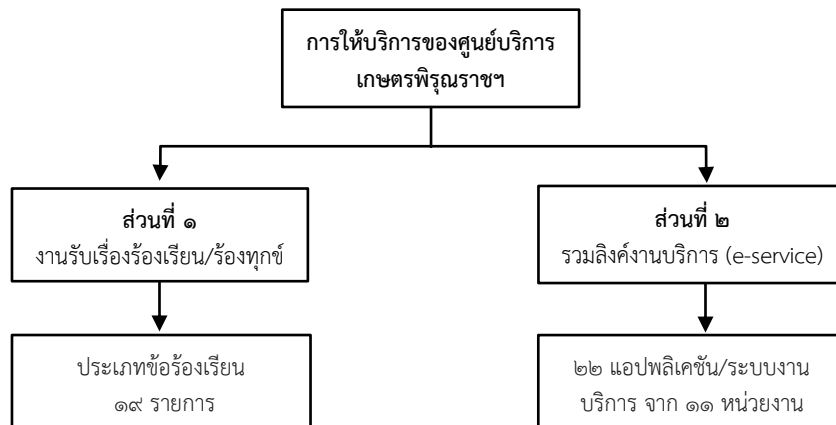 การให้บริการของศูนย์บริการ
เกษตรพิรุณราชฯ
ส่วนที่ ๑
งานรับเรื่องร้องเรียน/ร้องทุกข์
ส่วนที่ ๒
รวมลิงค์งานบริการ (e-service)
ประเภทข้อร้องเรียน
๑๙ รายการ
๒๒ แอปพลิเคชัน/ระบบงาน
บริการ จาก ๑๑ หน่วยงาน